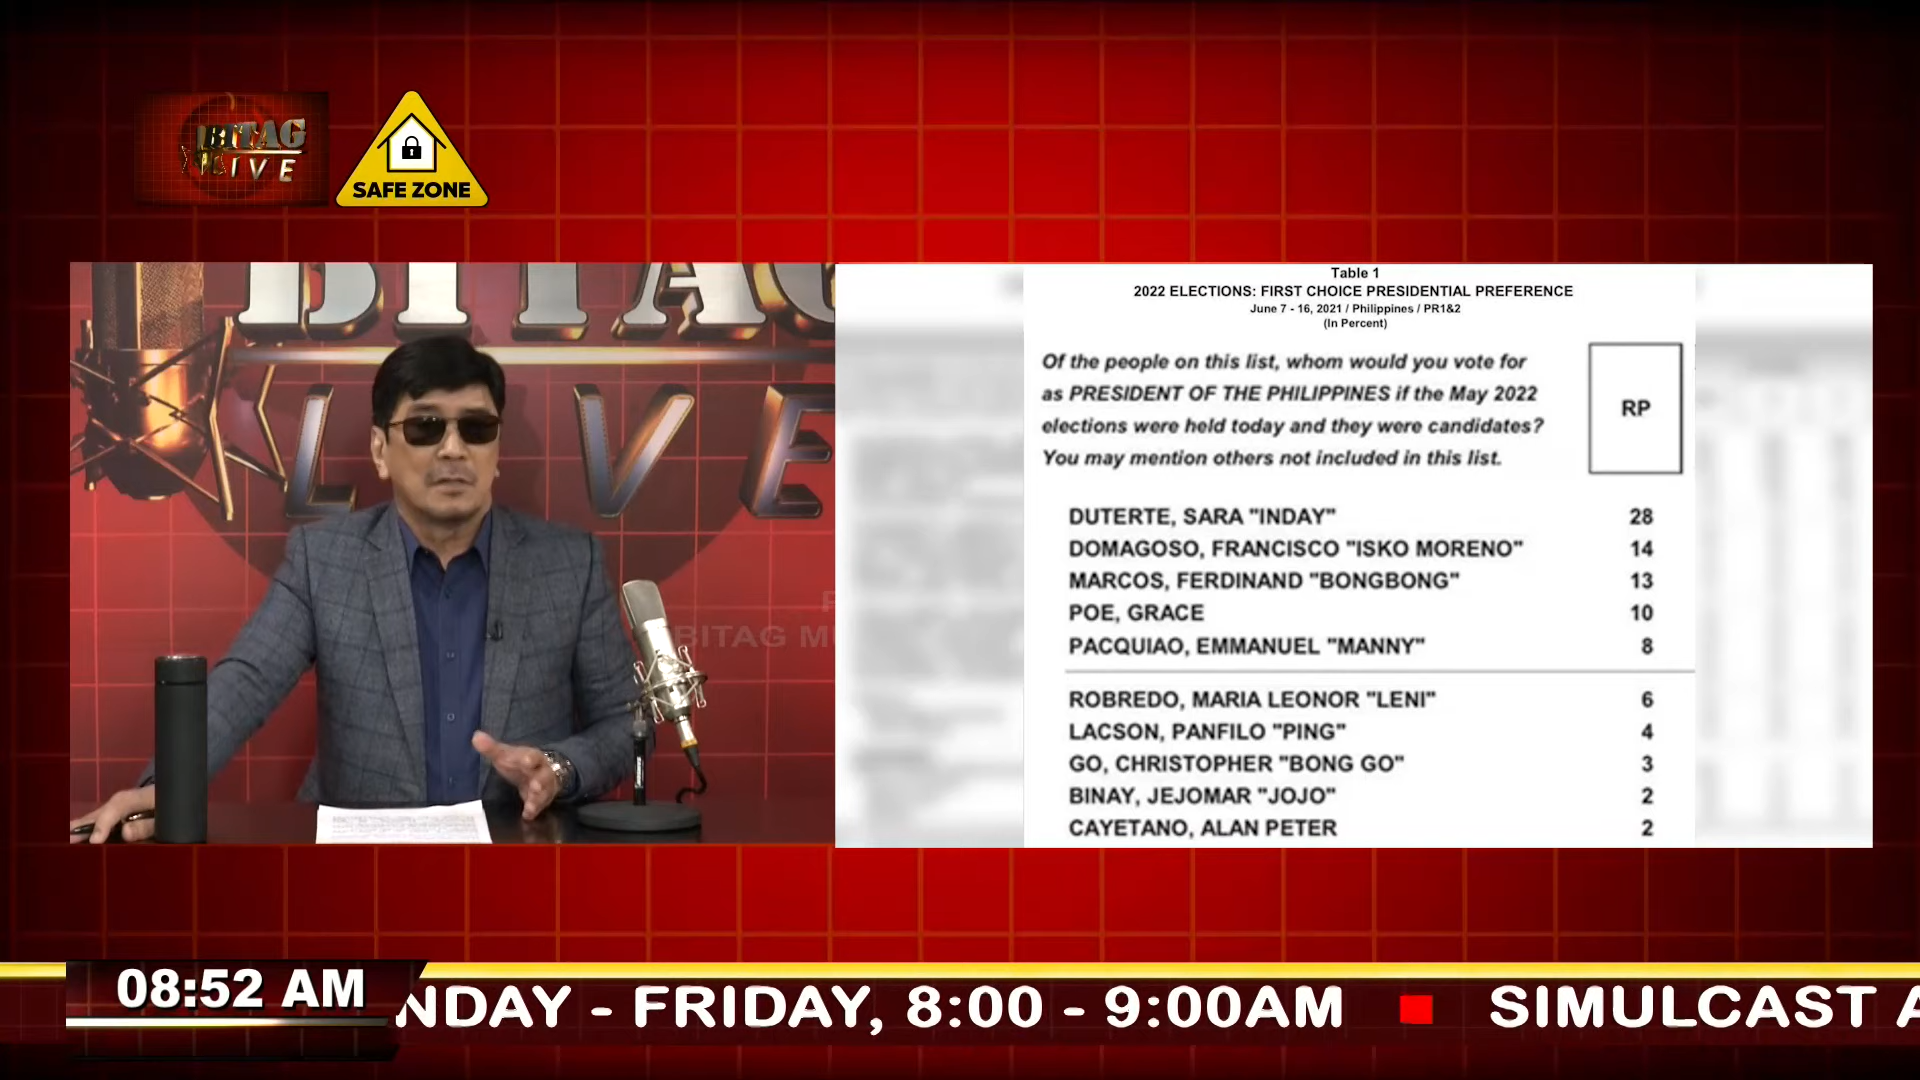 BITAG
LIVE
SAFE ZONE
BITAG
LIVE
BITAG
Table 1
2022 ELECTIONS: FIRST CHOICE PRESIDENTIAL PREFERENCE
June 7 - 16, 2021 / Philippines / PR1&2
(In Percent)
Of the people on this list, whom would you vote for
as PRESIDENT OF THE PHILIPPINES if the May 2022
elections were held today and they were candidates?
You may mention others not included in this list.
RP
DUTERTE, SARA "INDAY" 28
DOMAGOSO, FRANCISCO "ISKO MORENO" 14
MARCOS, FERDINAND "BONGBONG" 13
POE, GRACE 10
PACQUIAO, EMMANUEL "MANNY" 8
ROBREDO, MARIA LEONOR "LENI" 6
LACSON, PANFILO "PING" 4
GO, CHRISTOPHER "BONG GO" 3
BINAY, JEJOMAR "JOJO" 2
CAYETANO, ALAN PETER 2
08:52 AM
NDAY - FRIDAY, 8:00 - 9:00AM SIMULCAST A